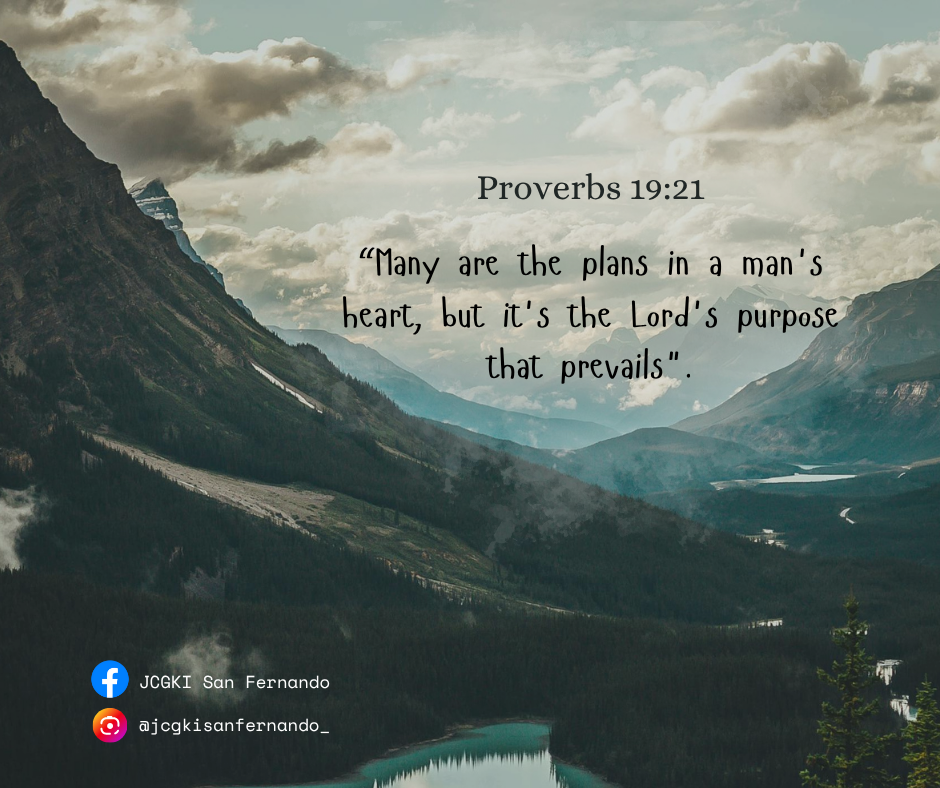 Proverbs 19:21
“Many are the plans in a man's
heart, but it's the Lord's purpose
that prevails".
JCGKI San Fernando
@jcgkisanfernando_